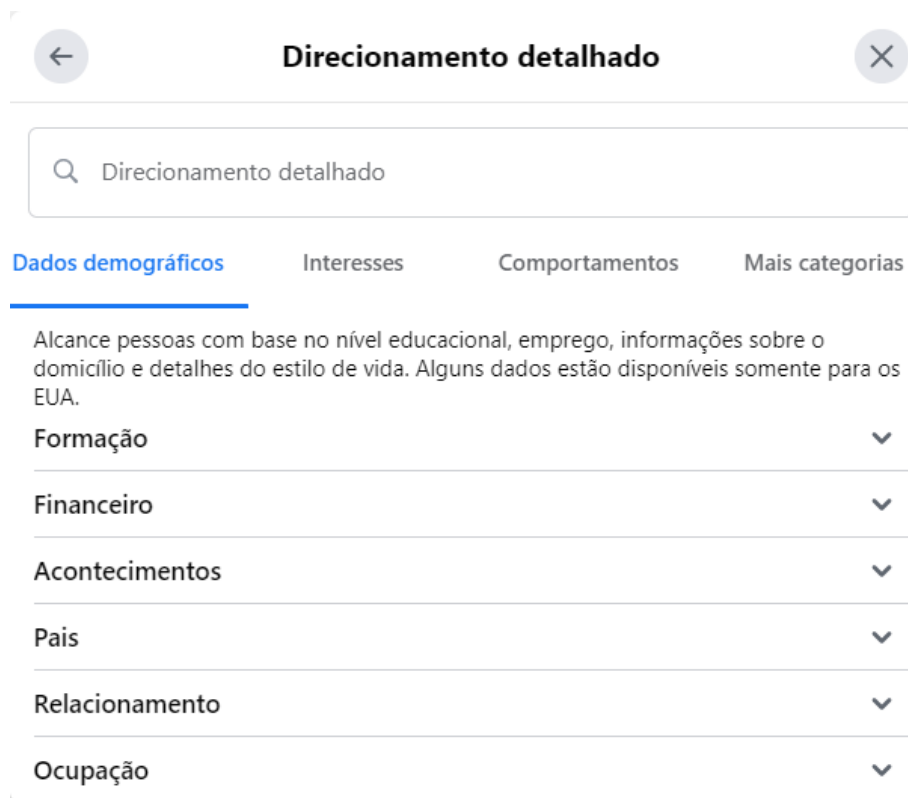 Direcionamento detalhado
Direcionamento detalhado
Dados demográficos Interesses Comportamentos Mais categorias
Alcance pessoas com base no nível educacional, emprego, informações sobre o
domicílio e detalhes do estilo de vida. Alguns dados estão disponíveis somente para os
EUA.
Formação
Financeiro
Acontecimentos
Pais
Relacionamento
Ocupação